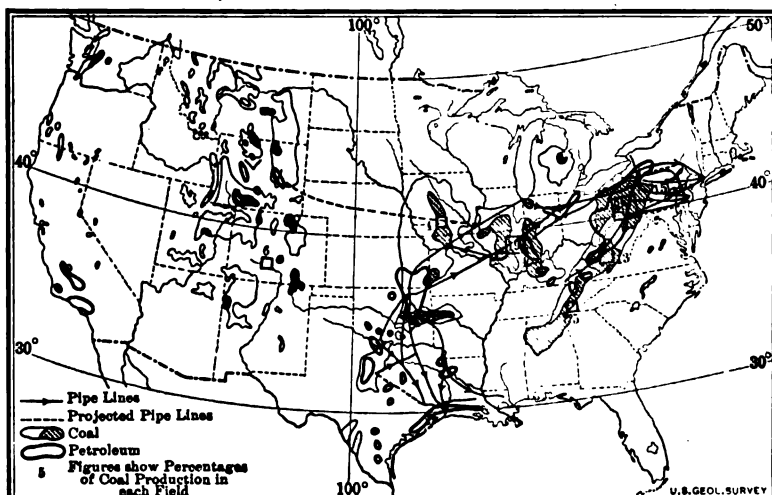 100°
50°
40°
40°
30°
30°
Pipe Lines
Projected Pipe Lines
Coal
Petroleum
5 Figures show Percentages
of Coal Production in
each Field
100°
U.S.GEOL.SURVEY